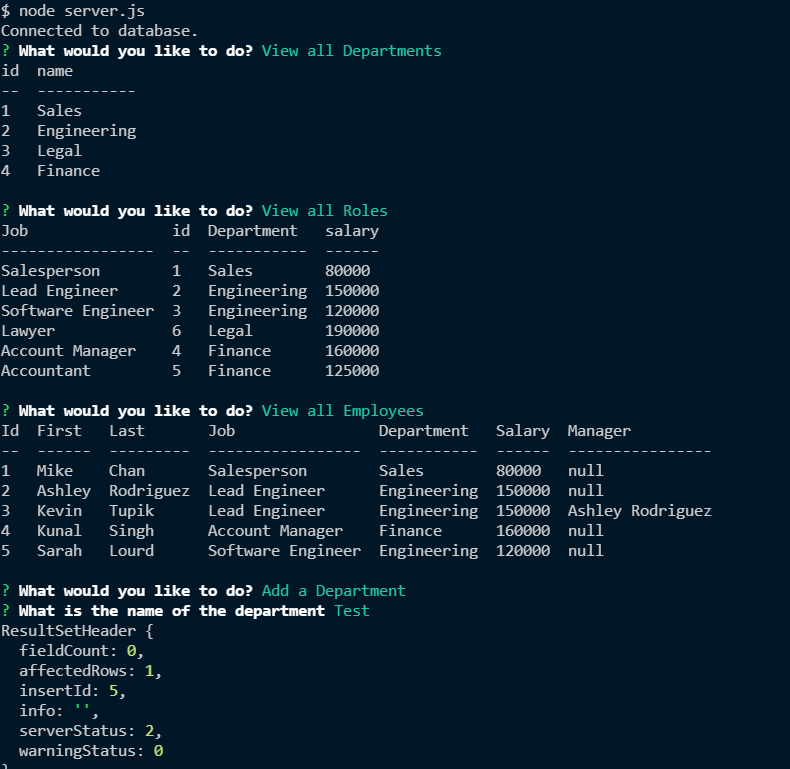 $ node server.js
Connected to database.
? What would you like to do? View all Departments
id  name
--  -----------
1   Sales
2   Engineering
3   Legal
4   Finance
? What would you like to do? View all Roles
Job                id  Department   salary
-----------------  --  -----------  ------
Salesperson        1   Sales        80000
Lead Engineer      2   Engineering  150000
Software Engineer  3   Engineering  120000
Lawyer             6   Legal        190000
Account Manager    4   Finance      160000
Accountant         5   Finance      125000
? What would you like to do? View all Employees
Id  First   Last       Job                Department   Salary  Manager
--  ------  ---------  -----------------  -----------  ------  ----------------
1   Mike    Chan       Salesperson        Sales        80000   null
2   Ashley  Rodriguez  Lead Engineer      Engineering  150000  null
3   Kevin   Tupik      Lead Engineer      Engineering  150000  Ashley Rodriguez
4   Kunal   Singh      Account Manager    Finance      160000  null
5   Sarah   Lourd      Software Engineer  Engineering  120000  null
? What would you like to do? Add a Department
? What is the name of the department Test
ResultSetHeader {
  fieldCount: 0,
  affectedRows: 1,
  insertId: 5,
  info: '',
  serverStatus: 2,
  warningStatus: 0
}